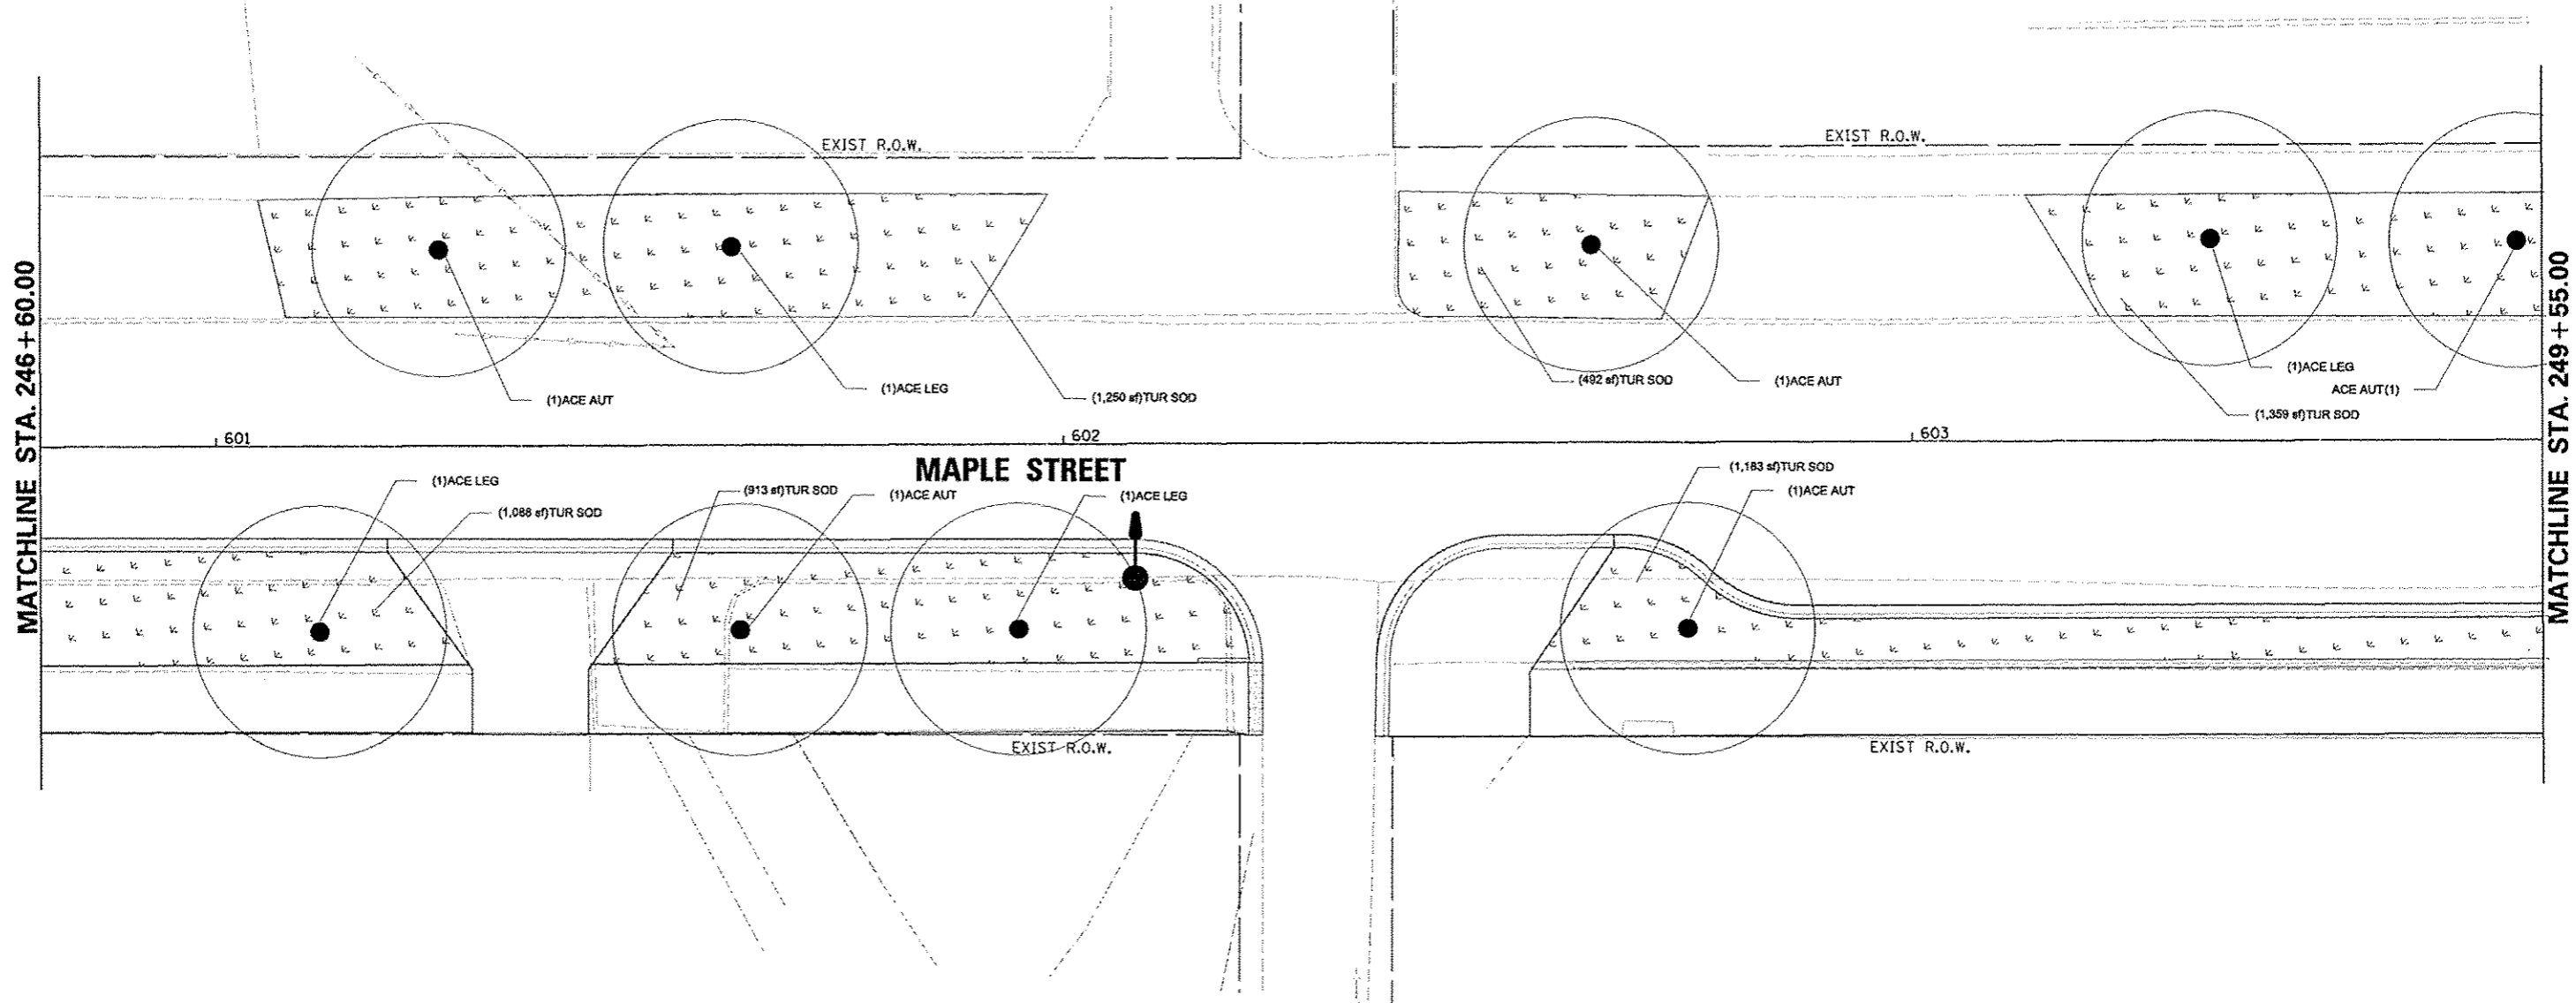 EXIST R.O.W.
EXIST R.O.W.
MATCHLINE STA. 246+60.00
MATCHLINE STA. 249+55.00
(1)ACE AUT
(1)ACE LEG
(1,250 sf)TUR SOD
(492 sf)TUR SOD
(1)ACE AUT
(1)ACE LEG
ACE AUT(1)
(1,359 sf)TUR SOD
601
602
603
MAPLE STREET
(1)ACE LEG
(1,088 sf)TUR SOD
(913 sf)TUR SOD
(1)ACE AUT
(1)ACE LEG
(1,183 sf)TUR SOD
(1)ACE AUT
EXIST R.O.W.
EXIST R.O.W.